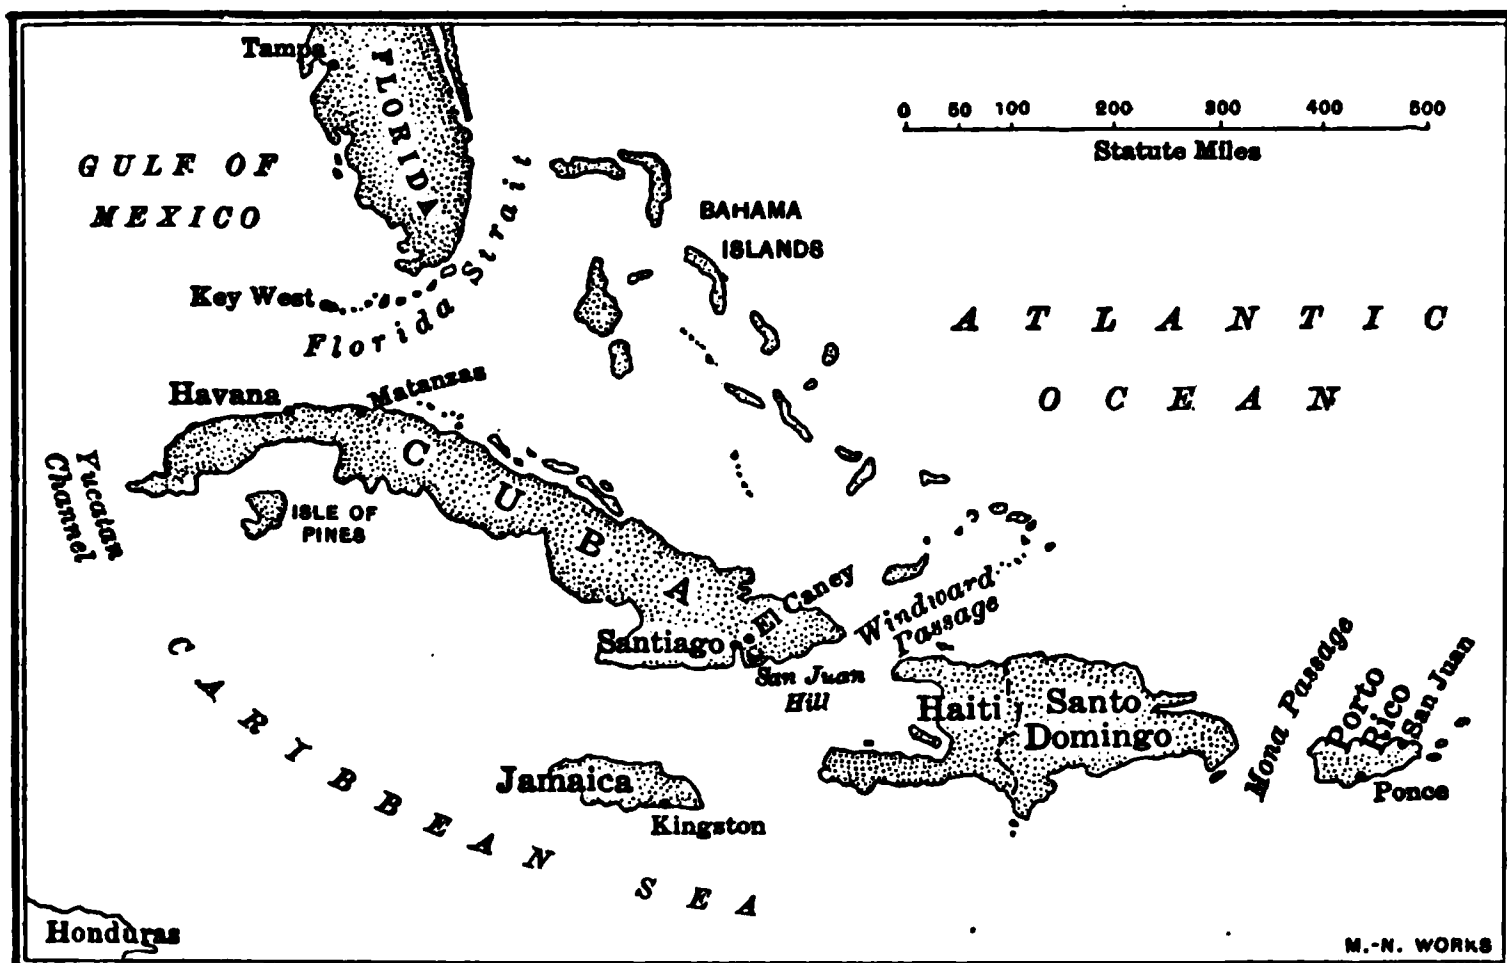 Tampa
FLORIDA
0 50 100 200 300 400 500
Statute Miles
GULF OF
MEXICO
BAHAMA
ISLANDS
Key West
Florida Strait
ATLANTIC
OCEAN
Havana
Matanzas
Yucatan
Channel
CUBA
ISLE OF
PINES
El Caney
Windward
Passage
Santiago
San Juan
Hill
CARIBBEAN SEA
Haiti
Santo
Domingo
Mona Passage
Porto
Rico
San Juan
Ponce
Jamaica
Kingston
Honduras
M.-N. WORKS